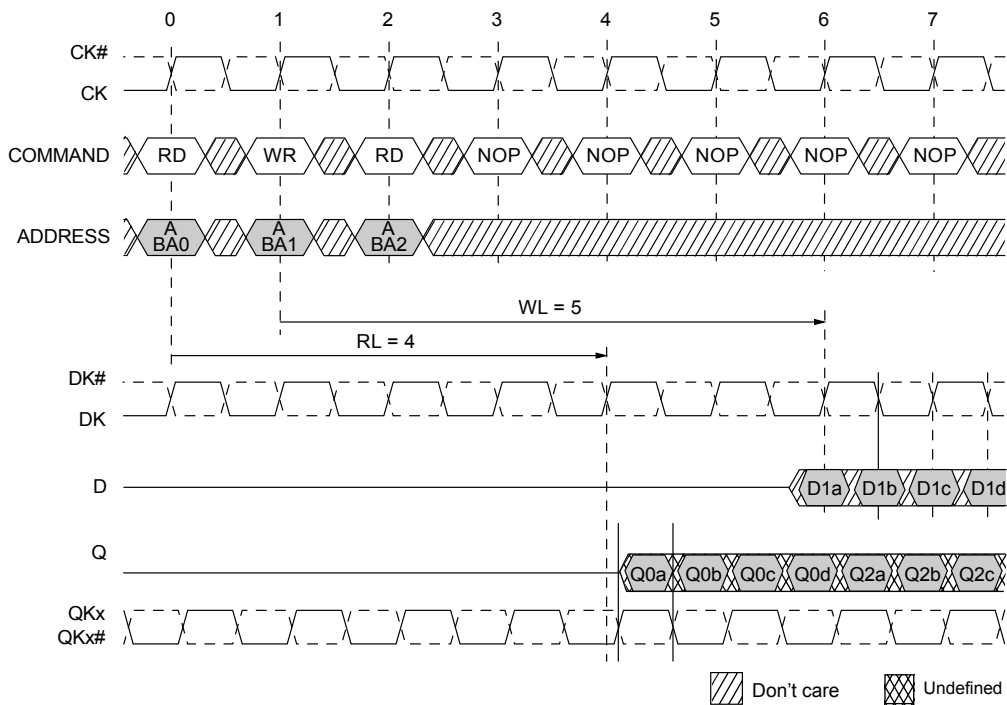 0 1 2 3 4 5 6 7
CK#
CK
COMMAND RD WR RD NOP NOP NOP NOP NOP
ADDRESS A BA0 A BA1 A BA2
WL = 5
RL = 4
DK#
DK
D D1a D1b D1c D1d
Q Q0a Q0b Q0c Q0d Q2a Q2b Q2c
QKx
QKx#
Don't care Undefined